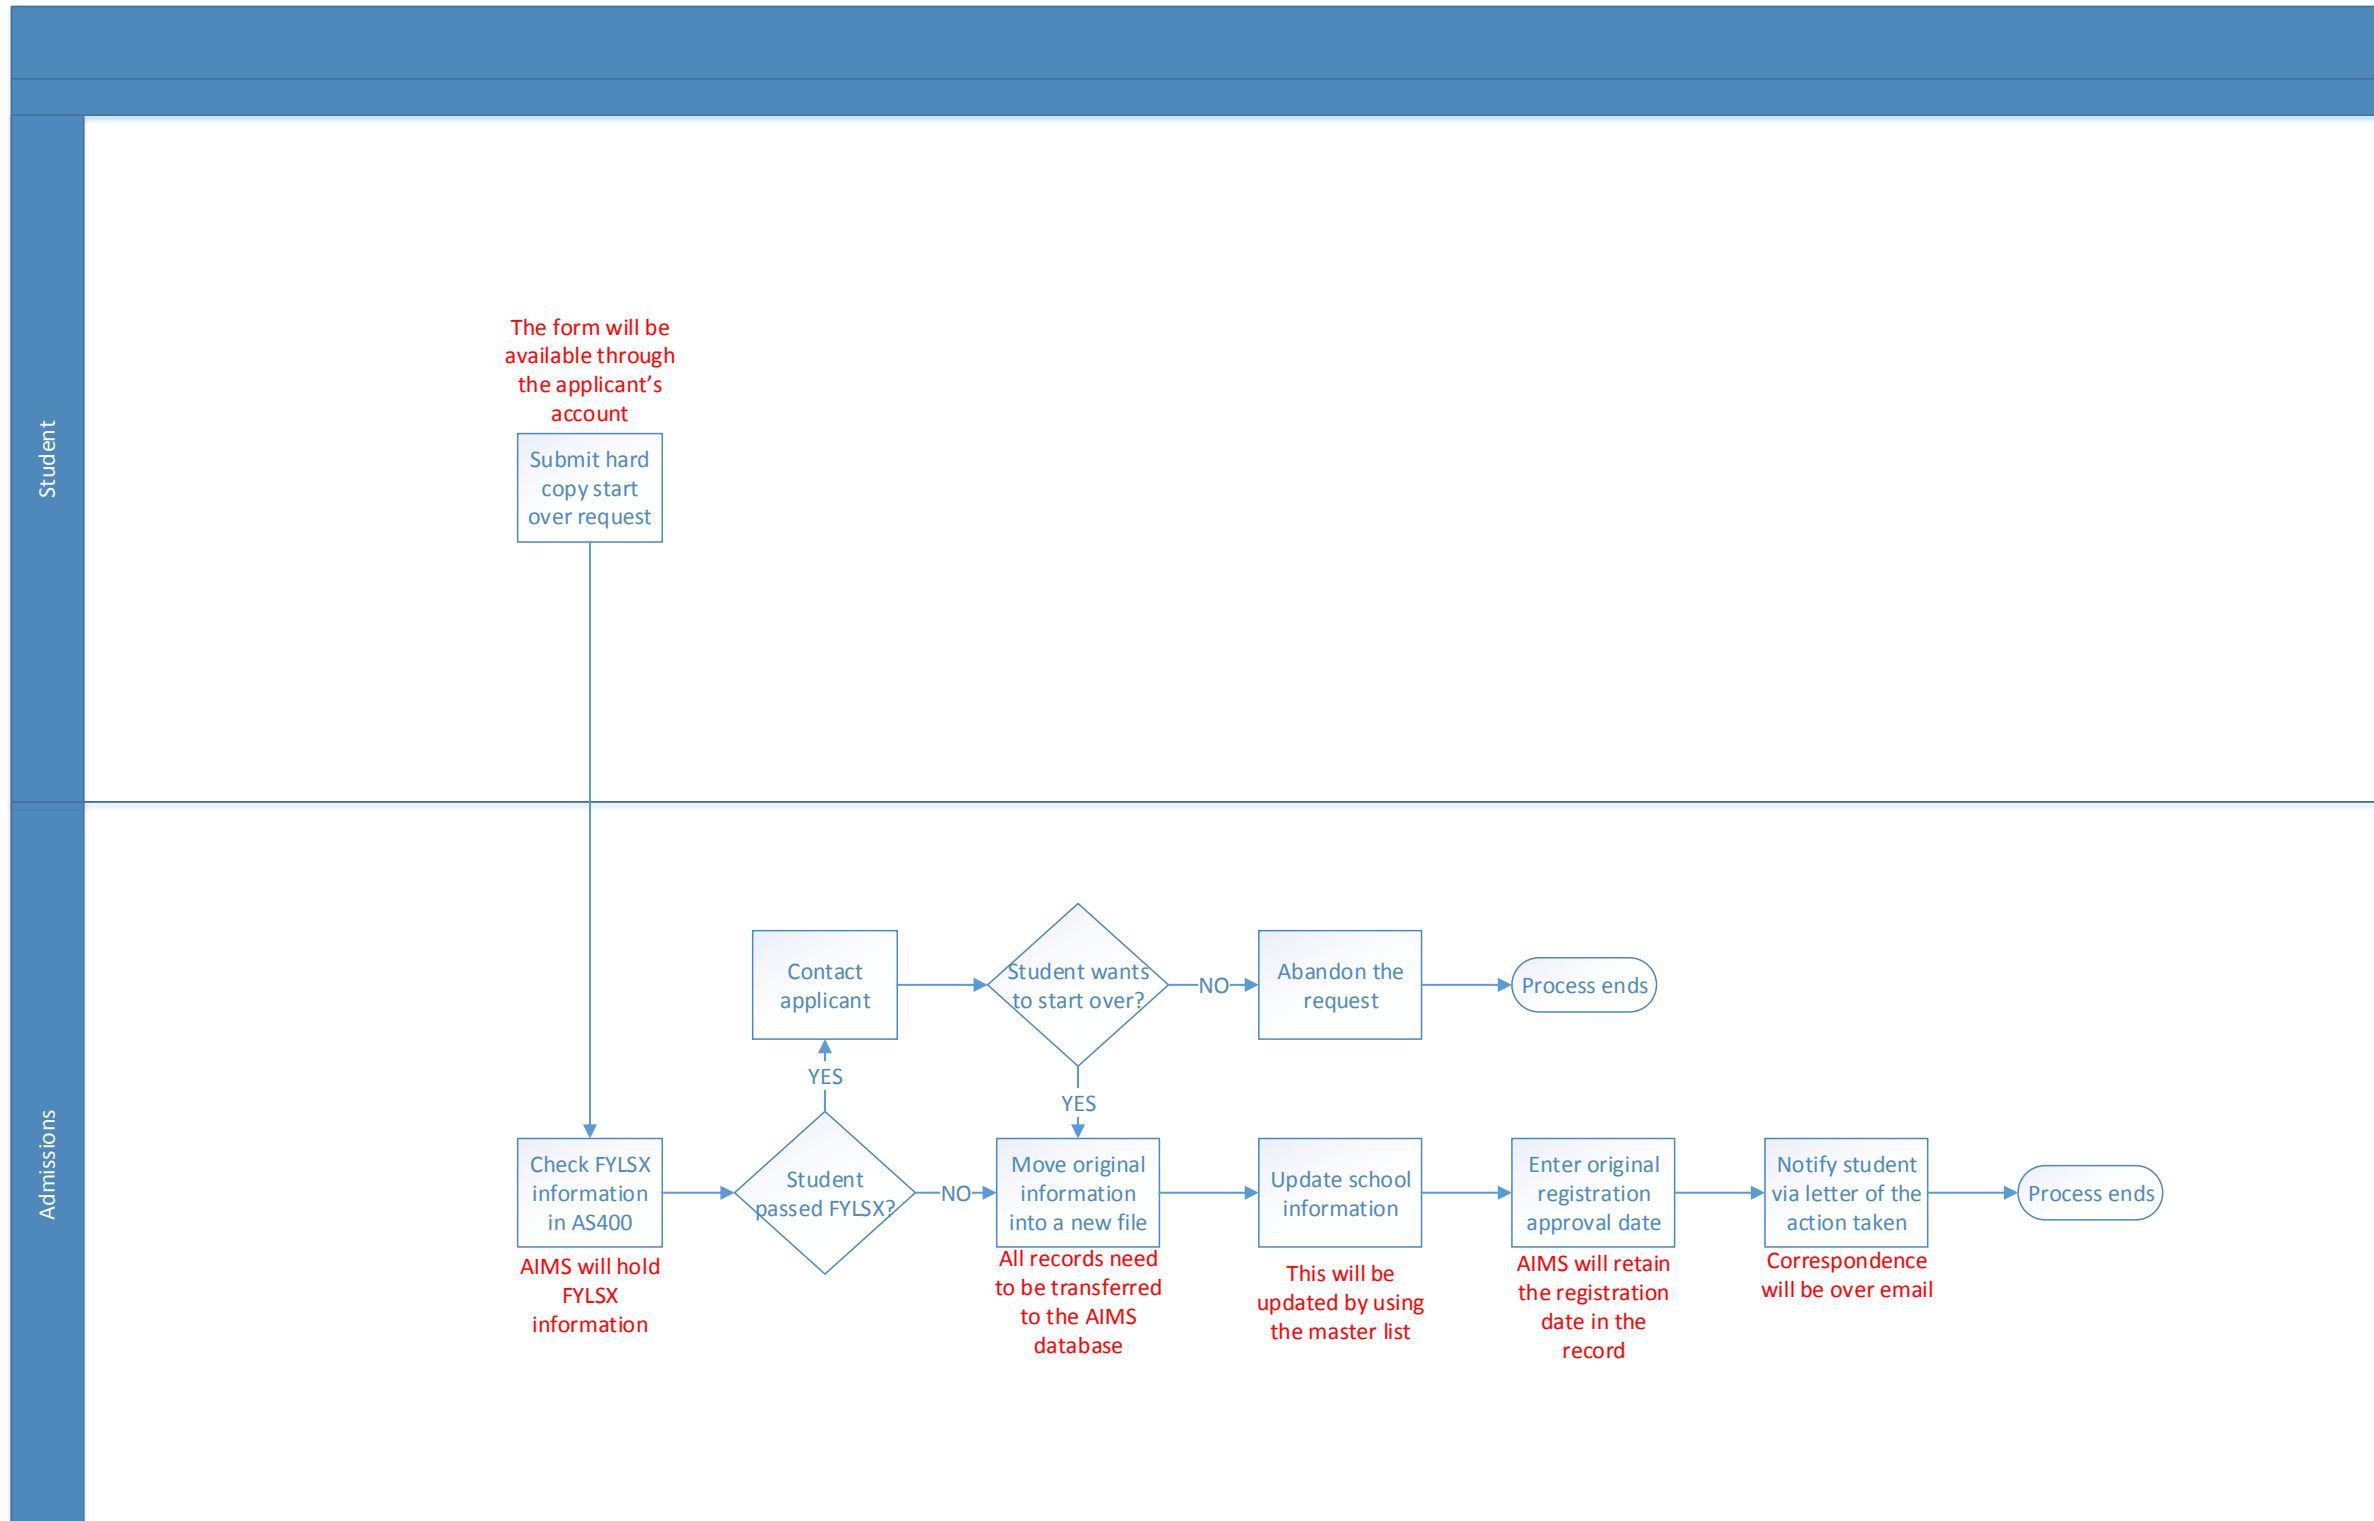 Student
The form will be
available through
the applicant’s
account
Submit hard
copy start
over request
Admissions
Contact
applicant
Student wants
to start over?
NO
Abandon the
request
Process ends
YES
YES
Check FYLSX
information
in AS400
AIMS will hold
FYLSX
information
Student
passed FYLSX?
NO
Move original
information
into a new file
All records need
to be transferred
to the AIMS
database
Update school
information
This will be
updated by using
the master list
Enter original
registration
approval date
AIMS will retain
the registration
date in the
record
Notify student
via letter of the
action taken
Correspondence
will be over email
Process ends